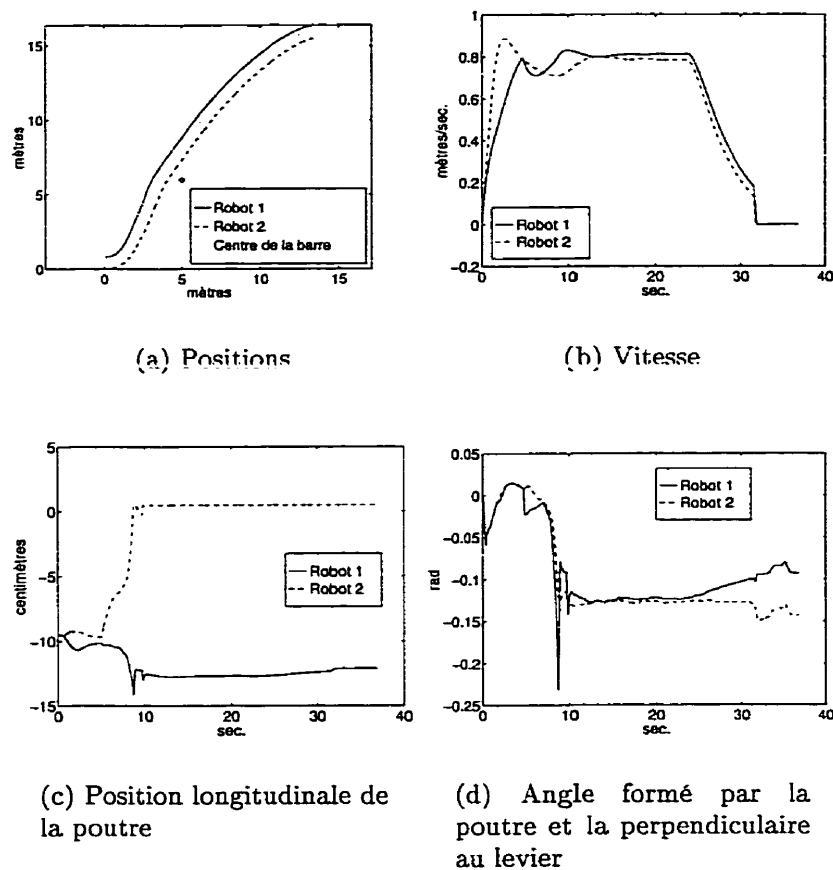 15
10
5
0
mètres
0
5
10
15
mètres
Robot 1
Robot 2
Centre de la barre
(a) Positions
1
0.8
0.6
0.4
0.2
0
-0.2
mètres/sec.
0
10
20
30
40
sec.
Robot 1
Robot 2
(b) Vitesse
5
0
-5
-10
-15
centimètres
0
10
20
30
40
sec.
Robot 1
Robot 2
(c) Position longitudinale de
la poutre
0.05
0
-0.05
-0.1
-0.15
-0.2
-0.25
rad
0
10
20
30
40
sec.
Robot 1
Robot 2
(d) Angle formé par la
poutre et la perpendiculaire
au levier